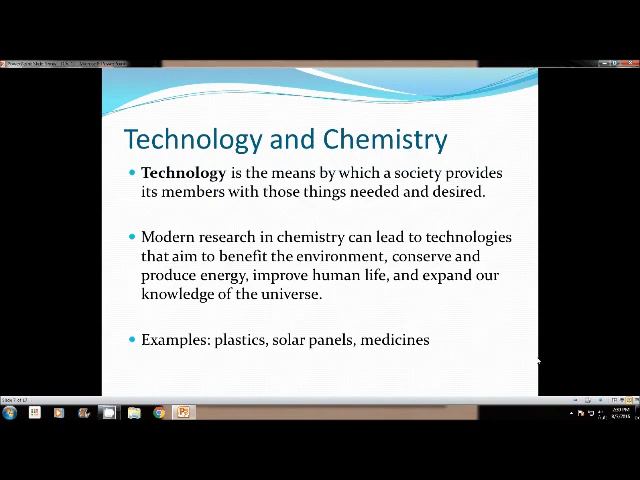 Technology and Chemistry
• Technology is the means by which a society provides
its members with those things needed and desired.
• Modern research in chemistry can lead to technologies
that aim to benefit the environment, conserve and
produce energy, improve human life, and expand our
knowledge of the universe.
• Examples: plastics, solar panels, medicines